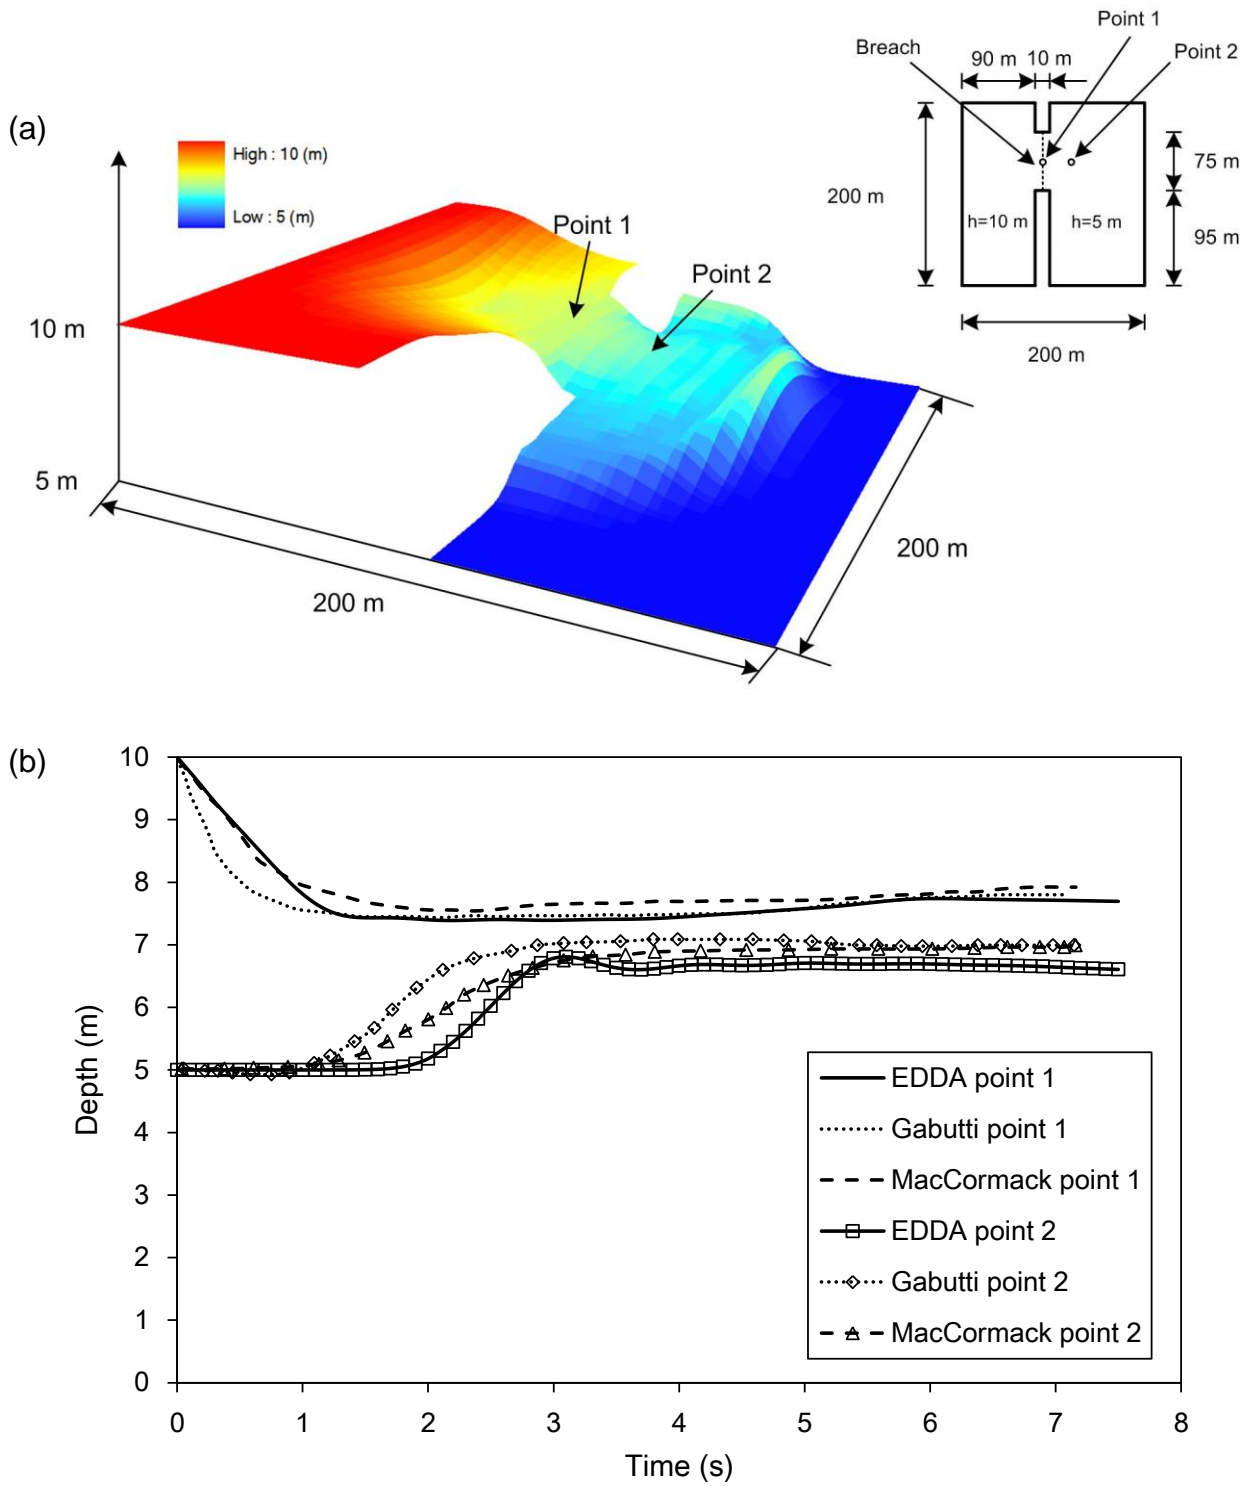 (a)
High : 10 (m)
Low : 5 (m)
Point 1
Point 2
10 m
5 m
200 m
200 m
Breach
Point 1
Point 2
90 m
10 m
200 m
75 m
95 m
h=10 m
h=5 m
200 m
(b)
Depth (m)
10
9
8
7
6
5
4
3
2
1
0
0 1 2 3 4 5 6 7 8
Time (s)
EDDA point 1
Gabutti point 1
MacCormack point 1
EDDA point 2
Gabutti point 2
MacCormack point 2